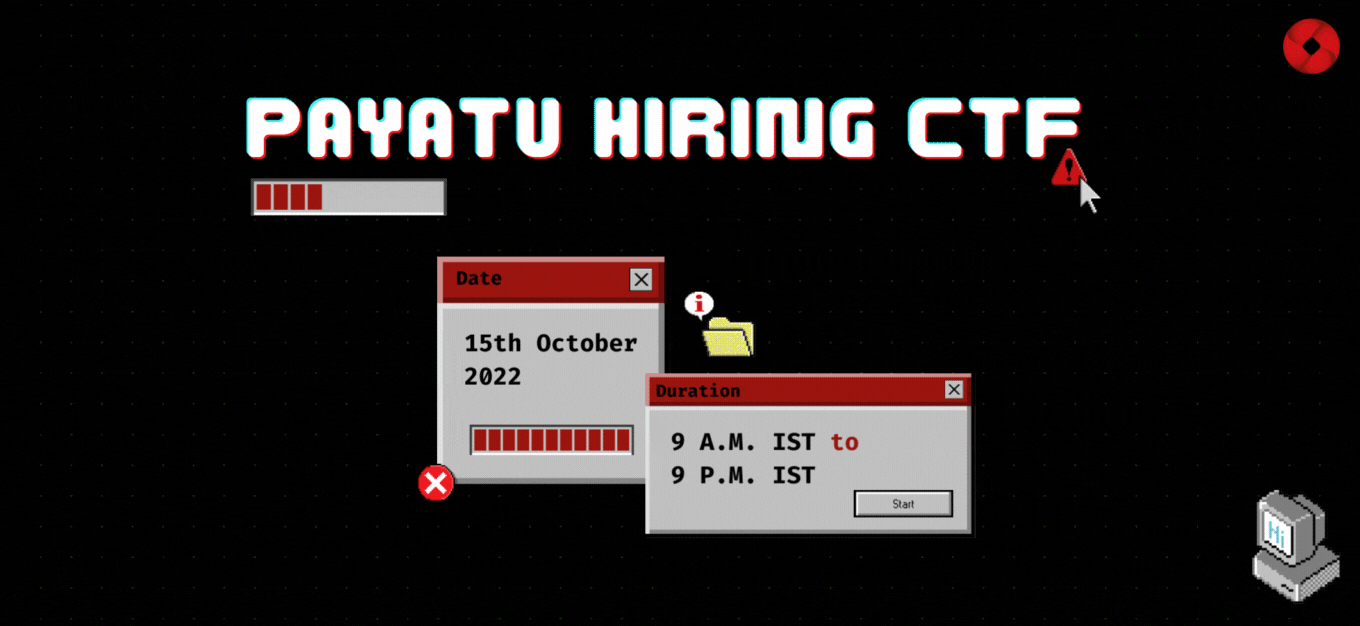 PAYATU HIRING CTF
Date
15th October
2022
Duration
9 A.M. IST to
9 P.M. IST
Start
Hi